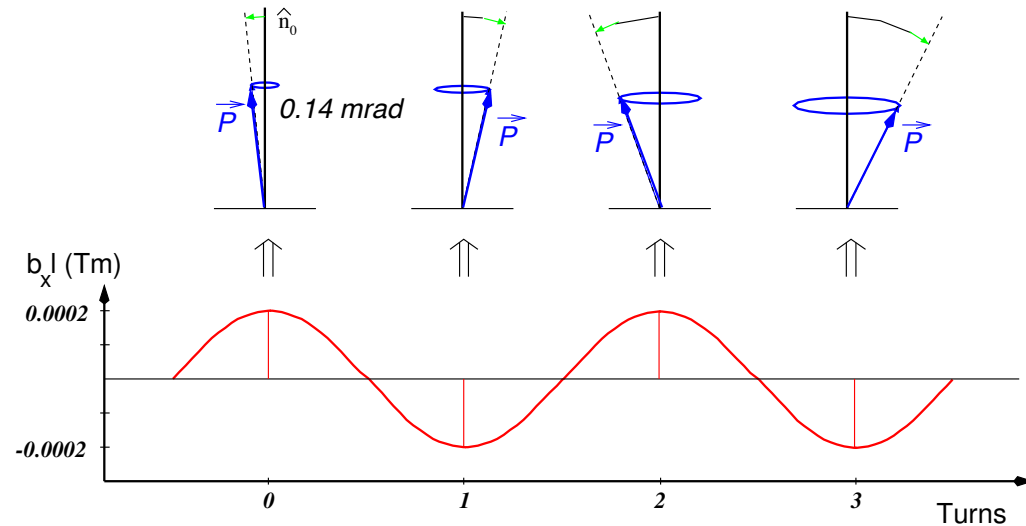 n̂₀
P⃗
0.14 mrad
P⃗
P⃗
P⃗
bₓl (Tm)
0.0002
-0.0002
0
1
2
3
Turns